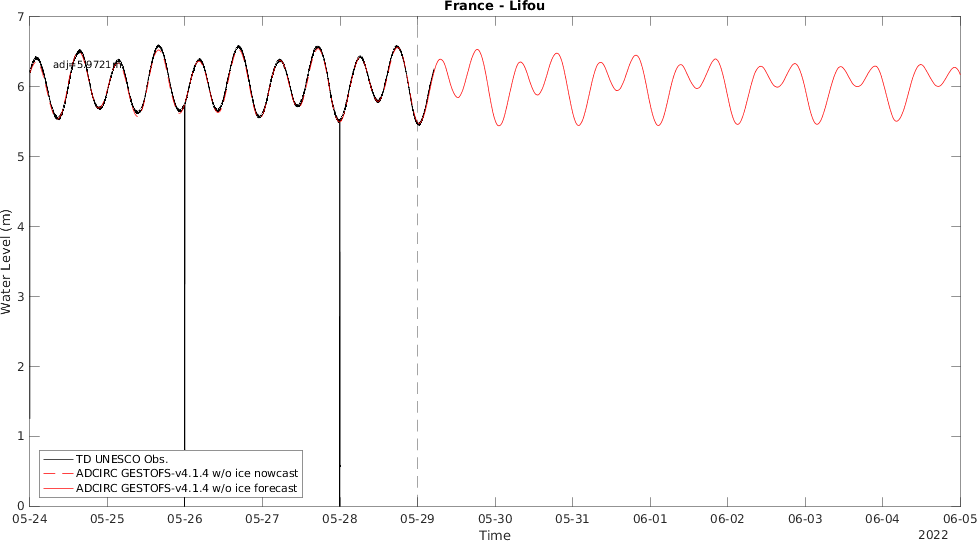 France - Lifou
7
adj=5.9721m
6
5
4
3
2
1
0
Water Level (m)
TD UNESCO Obs.
ADCIRC GESTOFS-v4.1.4 w/o ice nowcast
ADCIRC GESTOFS-v4.1.4 w/o ice forecast
05-24 05-25 05-26 05-27 05-28 05-29 05-30 05-31 06-01 06-02 06-03 06-04 06-05
Time
2022